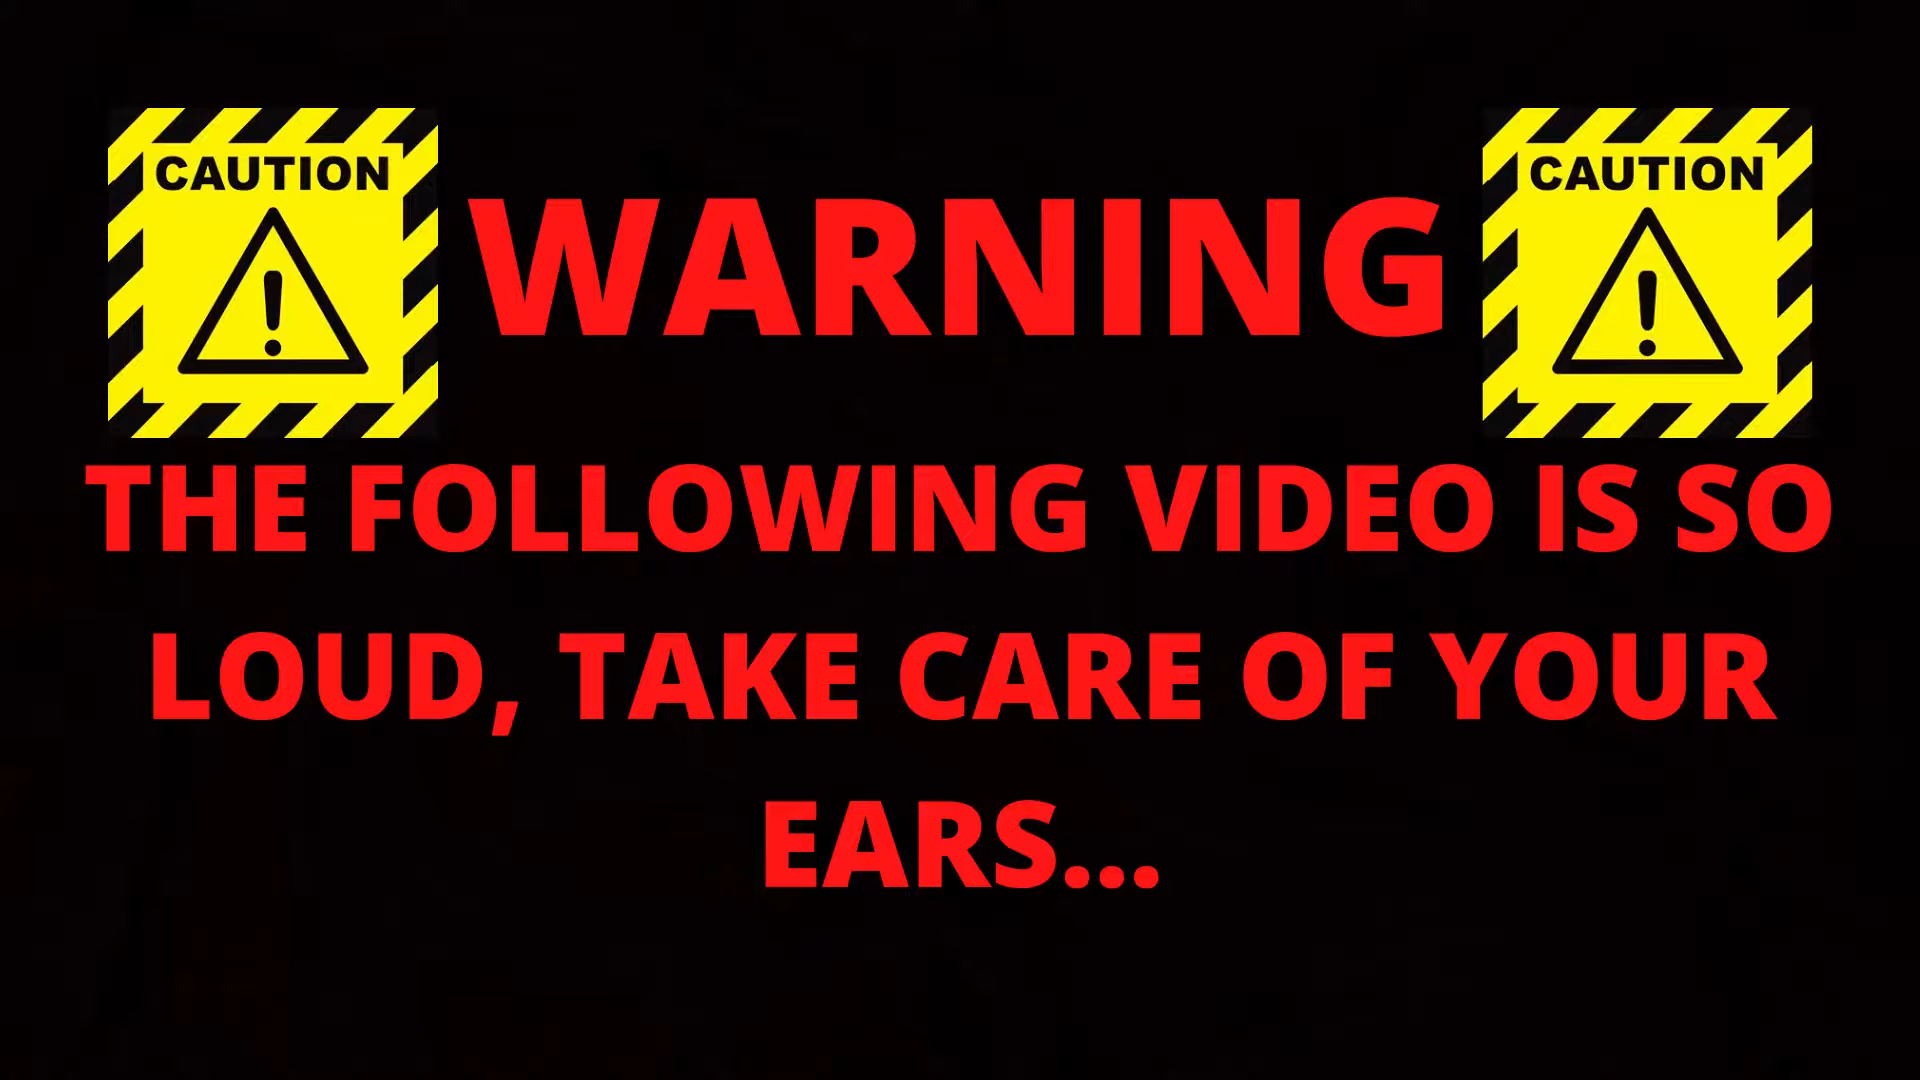 CAUTION
WARNING
CAUTION
THE FOLLOWING VIDEO IS SO
LOUD, TAKE CARE OF YOUR
EARS...